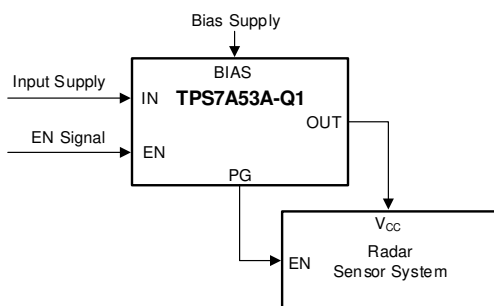 Bias Supply
Input Supply
BIAS
TPS7A53A-Q1
IN
OUT
EN Signal
EN
PG
VCC
Radar
EN
Sensor System